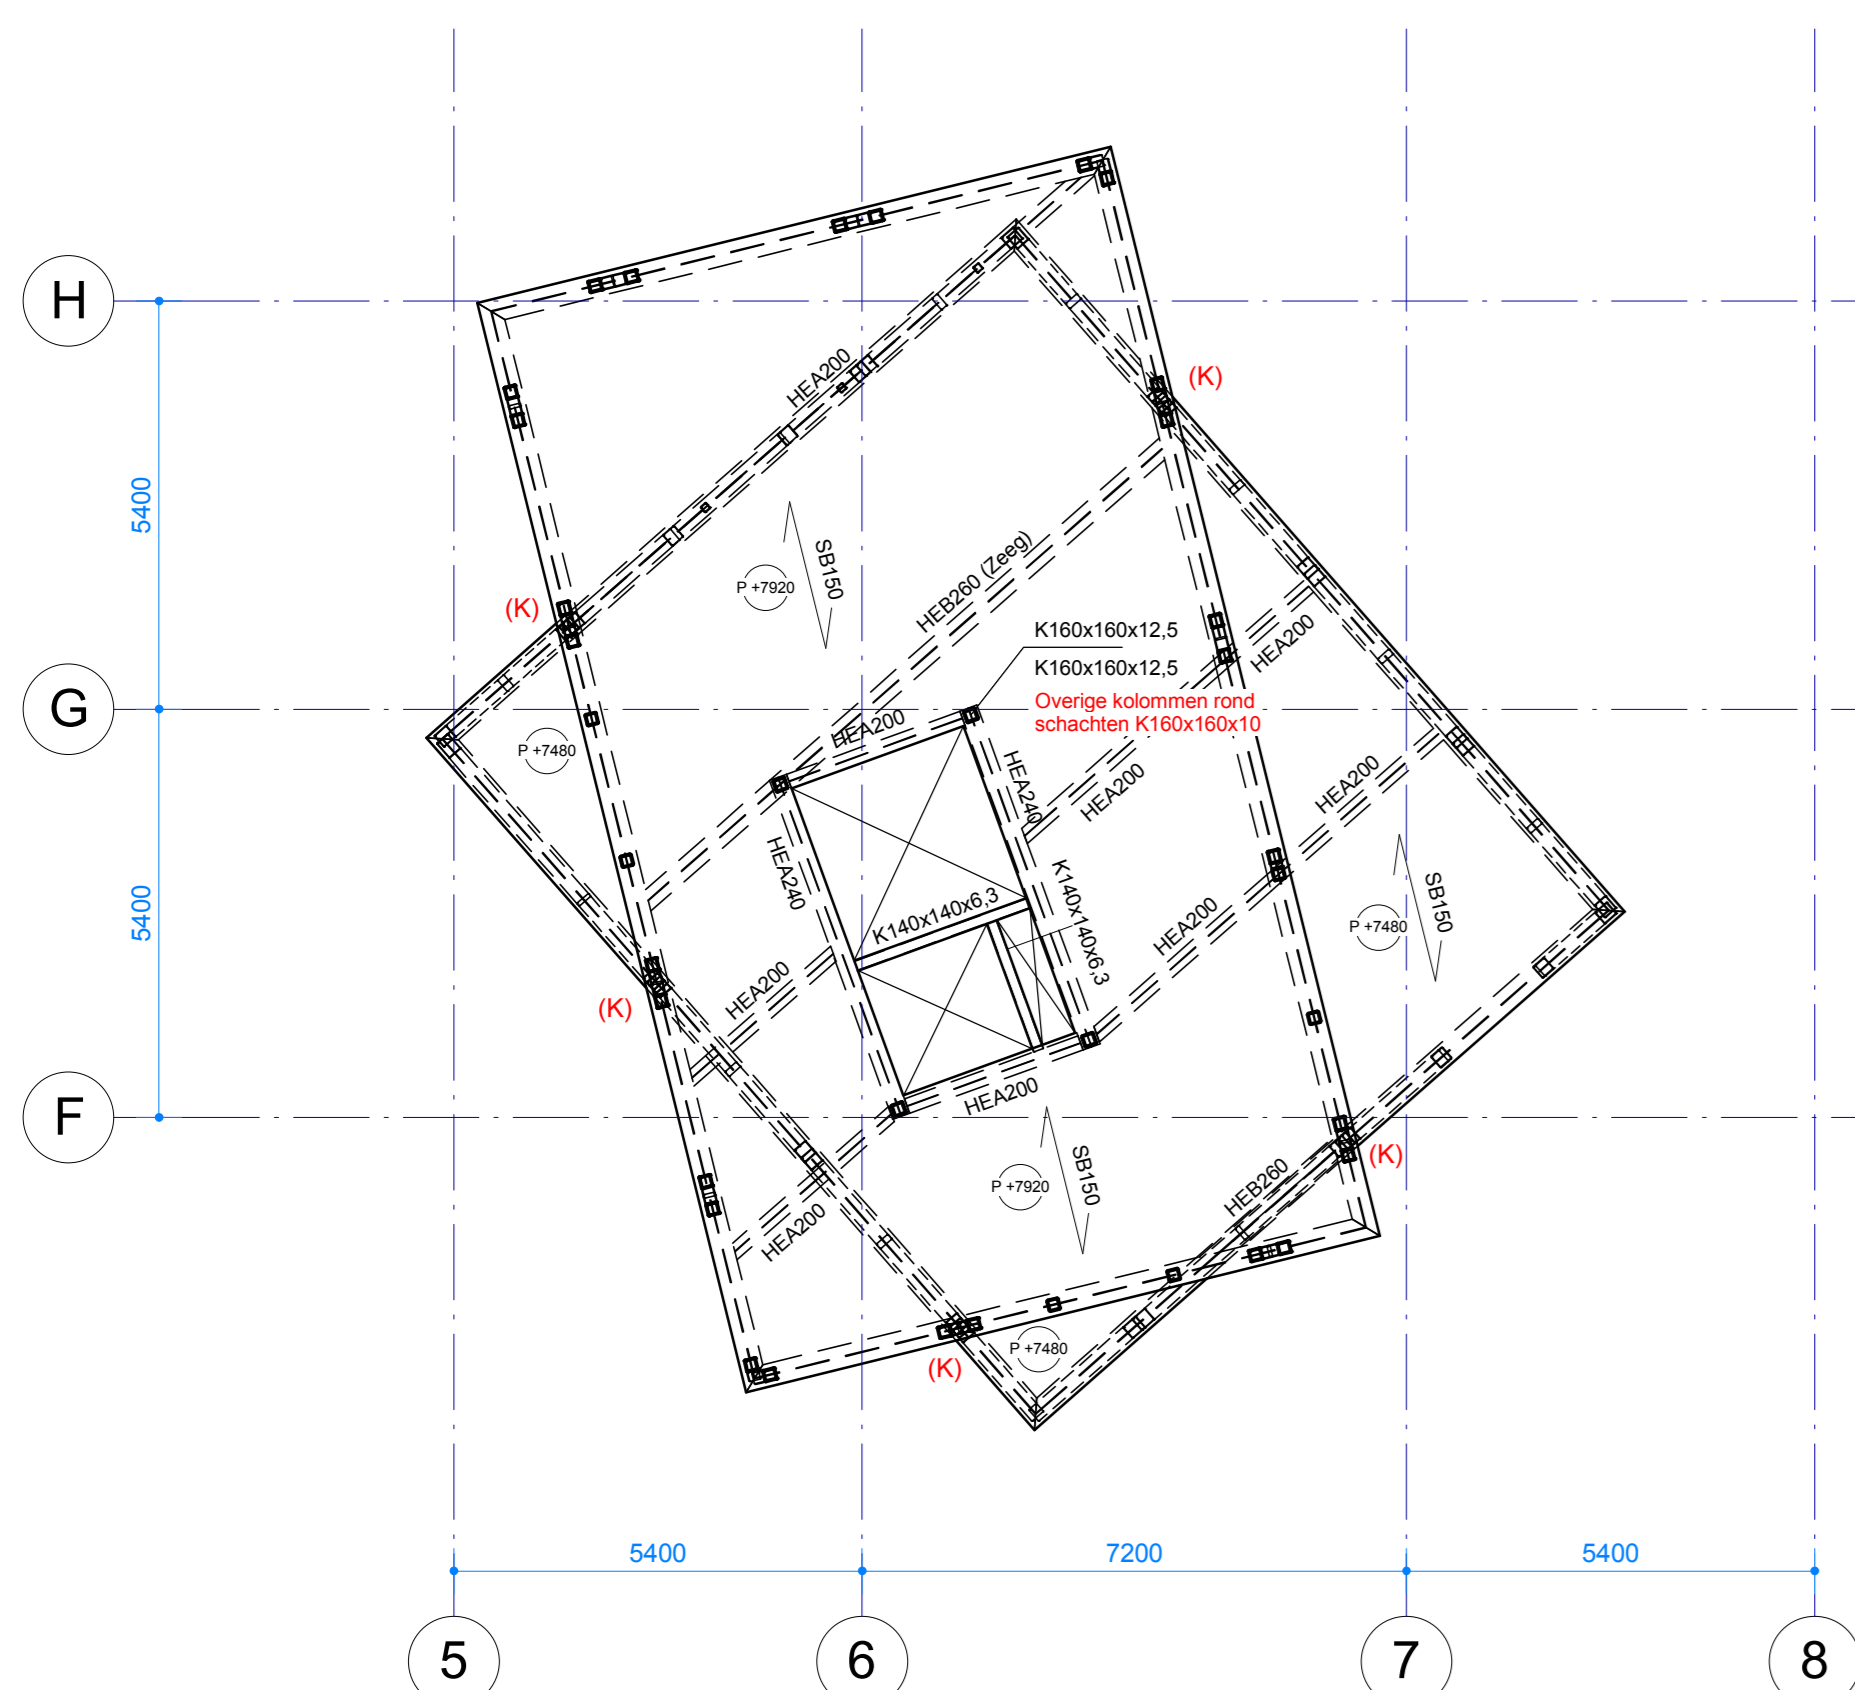 H
(K)
HEA200
5400
SB150
P +7920
HEB260 (Zeeg)
(K)
K160x160x12,5
HEA200
K160x160x12,5
Overige kolommen rond
schachten K160x160x10
G
HEA200
P +7480
HEA240
HEA200
HEA200
HEA240
5400
K140x140x6,3
K140x140x6,3
HEA200
SB150
P +7480
HEA200
(K)
HEA200
F
(K)
SB150
P +7920
HEB260
HEA200
P +7480
(K)
5400
7200
5400
5
6
7
8